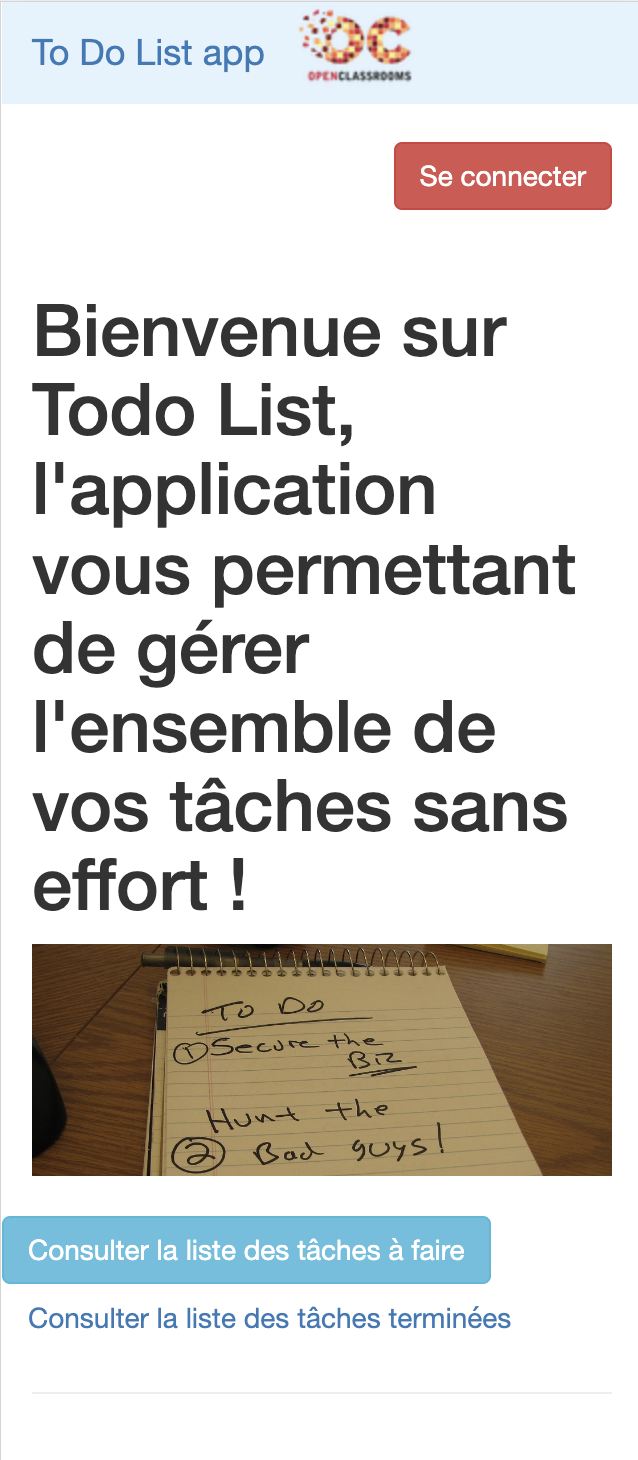 To Do List app
OC
OPENCLASSROOMS
Se connecter
Bienvenue sur
Todo List,
l'application
vous permettant
de gérer
l'ensemble de
vos tâches sans
effort !
To Do
① Secure the
Biz
Hunt the
② Bad guys!
Consulter la liste des tâches à faire
Consulter la liste des tâches terminées